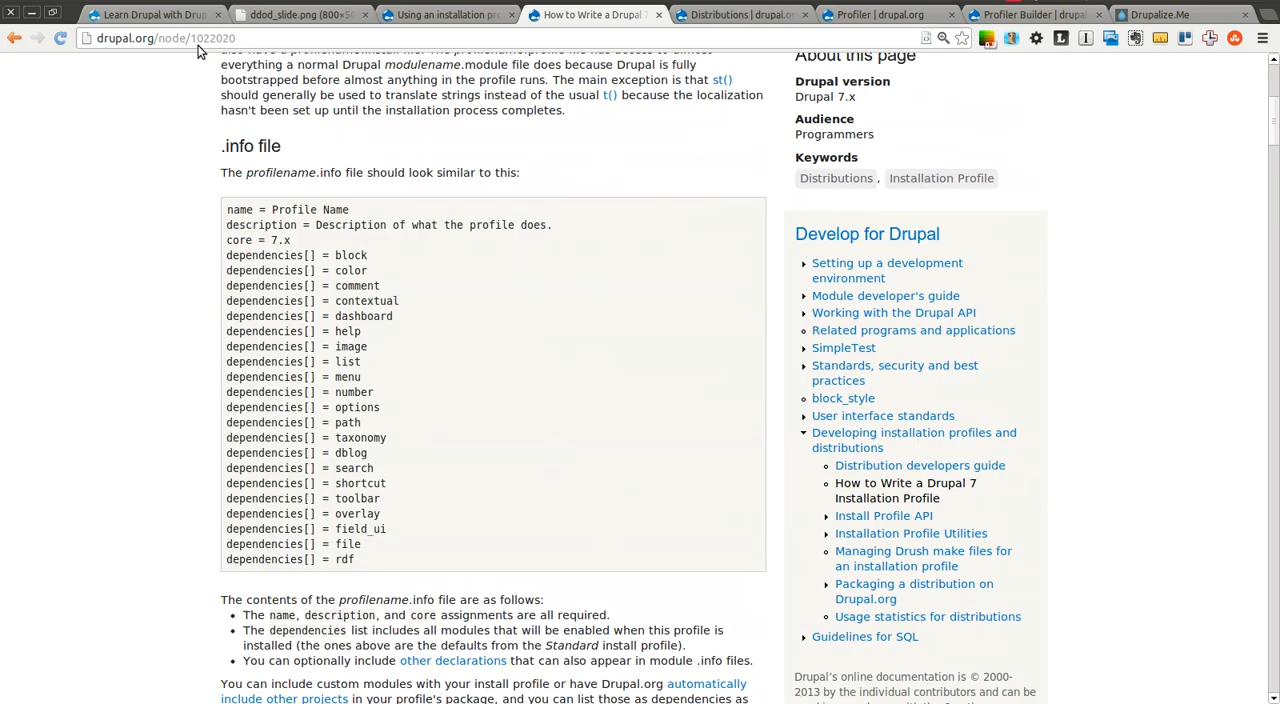 Learn Drupal with Drup
ddod_slide.png (800×50
Using an installation pr
How to Write a Drupal 7
Distributions | drupal.or
Profiler | drupal.org
Profiler Builder | drupal
Drupalize.Me
drupal.org/node/1022020
everything a normal Drupal modulename.module file does because Drupal is fully
bootstrapped before almost anything in the profile runs. The main exception is that st()
should generally be used to translate strings instead of the usual t() because the localization
hasn't been set up until the installation process completes.
.info file
The profilename.info file should look similar to this:
name = Profile Name
description = Description of what the profile does.
core = 7.x
dependencies[] = block
dependencies[] = color
dependencies[] = comment
dependencies[] = contextual
dependencies[] = dashboard
dependencies[] = help
dependencies[] = image
dependencies[] = list
dependencies[] = menu
dependencies[] = number
dependencies[] = options
dependencies[] = path
dependencies[] = taxonomy
dependencies[] = dblog
dependencies[] = search
dependencies[] = shortcut
dependencies[] = toolbar
dependencies[] = overlay
dependencies[] = field_ui
dependencies[] = file
dependencies[] = rdf
The contents of the profilename.info file are as follows:
• The name, description, and core assignments are all required.
• The dependencies list includes all modules that will be enabled when this profile is
installed (the ones above are the defaults from the Standard install profile).
• You can optionally include other declarations that can also appear in module .info files.
You can include custom modules with your install profile or have Drupal.org automatically
include other projects in your profile's package, and you can list those as dependencies as
About this page
Drupal version
Drupal 7.x
Audience
Programmers
Keywords
Distributions , Installation Profile
Develop for Drupal
Setting up a development
environment
Module developer's guide
Working with the Drupal API
Related programs and applications
SimpleTest
Standards, security and best
practices
block_style
User interface standards
Developing installation profiles and
distributions
Distribution developers guide
How to Write a Drupal 7
Installation Profile
Install Profile API
Installation Profile Utilities
Managing Drush make files for
an installation profile
Packaging a distribution on
Drupal.org
Usage statistics for distributions
Guidelines for SQL
Drupal's online documentation is © 2000-
2013 by the individual contributors and can be